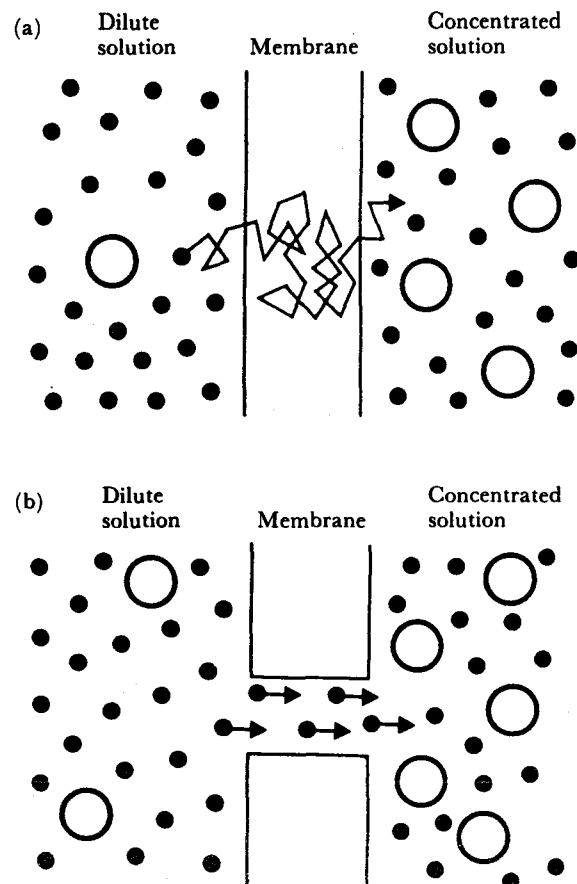 (a)
Dilute
solution
Membrane
Concentrated
solution
(b)
Dilute
solution
Membrane
Concentrated
solution